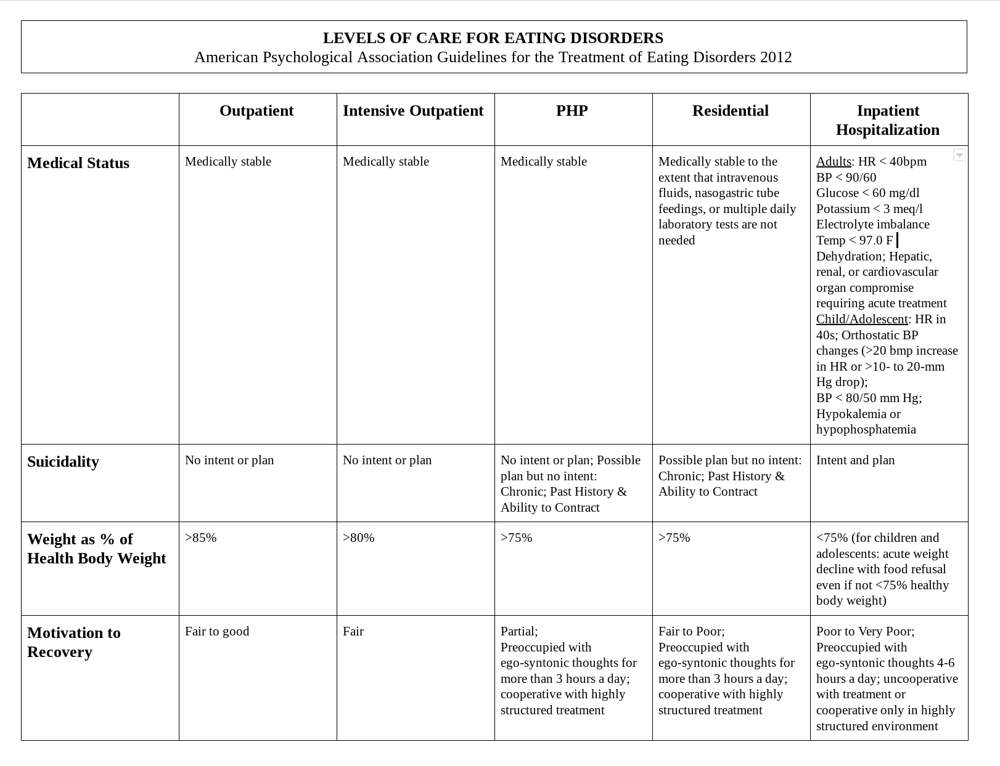 LEVELS OF CARE FOR EATING DISORDERS
American Psychological Association Guidelines for the Treatment of Eating Disorders 2012
Outpatient
Intensive Outpatient
PHP
Residential
Inpatient
Hospitalization
Medical Status
Medically stable
Medically stable
Medically stable
Medically stable to the
extent that intravenous
fluids, nasogastric tube
feedings, or multiple daily
laboratory tests are not
needed
Adults: HR < 40bpm
BP < 90/60
Glucose < 60 mg/dl
Potassium < 3 meq/l
Electrolyte imbalance
Temp < 97.0 F
Dehydration; Hepatic,
renal, or cardiovascular
organ compromise
requiring acute treatment
Child/Adolescent: HR in
40s; Orthostatic BP
changes (>20 bmp increase
in HR or >10- to 20-mm
Hg drop);
BP < 80/50 mm Hg;
Hypokalemia or
hypophosphatemia
Suicidality
No intent or plan
No intent or plan
No intent or plan; Possible
plan but no intent:
Chronic; Past History &
Ability to Contract
Possible plan but no intent:
Chronic; Past History &
Ability to Contract
Intent and plan
Weight as % of
Health Body Weight
>85%
>80%
>75%
>75%
<75% (for children and
adolescents: acute weight
decline with food refusal
even if not <75% healthy
body weight)
Motivation to
Recovery
Fair to good
Fair
Partial;
Preoccupied with
ego-syntonic thoughts for
more than 3 hours a day;
cooperative with highly
structured treatment
Fair to Poor;
Preoccupied with
ego-syntonic thoughts for
more than 3 hours a day;
cooperative with highly
structured treatment
Poor to Very Poor;
Preoccupied with
ego-syntonic thoughts 4-6
hours a day; uncooperative
with treatment or
cooperative only in highly
structured environment